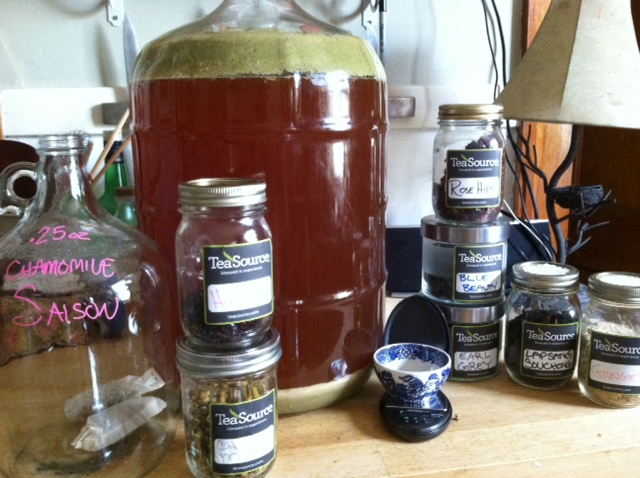 .25 oz
CHAMOMILE
SAISON
TeaSource
TeaSource
TeaSource
ROSE HIPS
TeaSource
BLUE
BEAUTY
TeaSource
EARL
GREY
TeaSource
LAPSANG
SOUCHONG
TeaSource